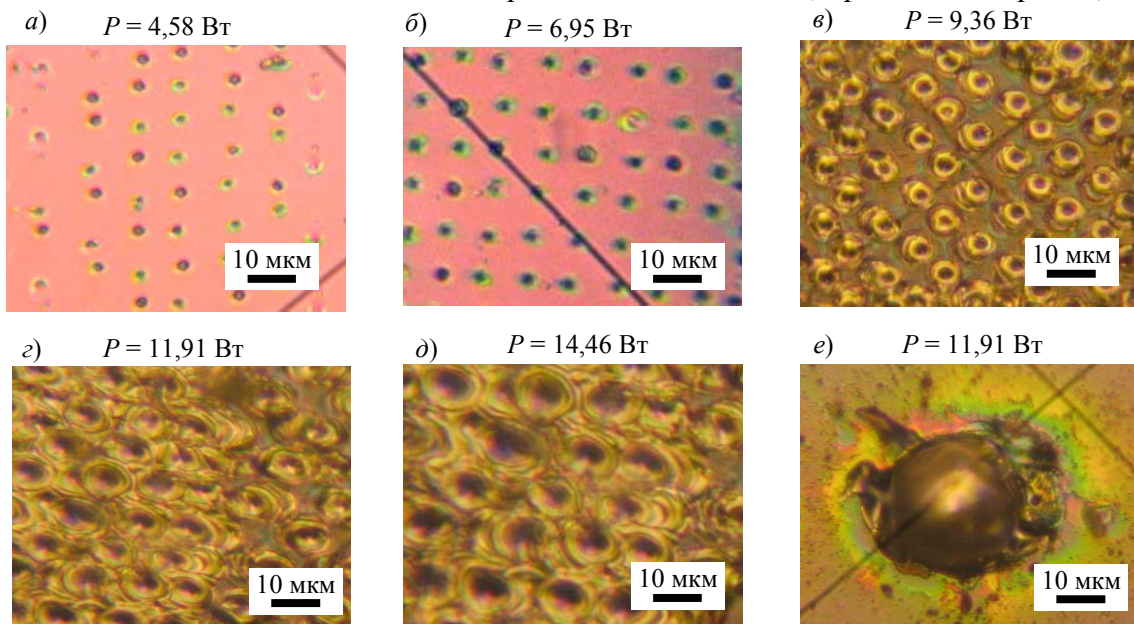 а) P = 4,58 Вт
б) P = 6,95 Вт
в) P = 9,36 Вт
10 мкм
10 мкм
10 мкм
г) P = 11,91 Вт
д) P = 14,46 Вт
е) P = 11,91 Вт
10 мкм
10 мкм
10 мкм